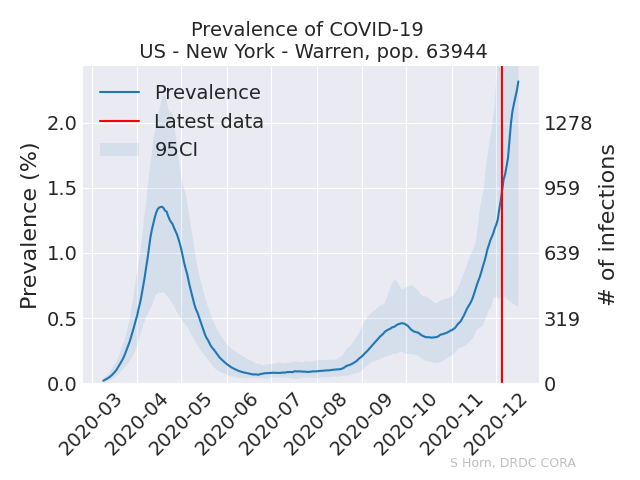 Prevalence of COVID-19
US - New York - Warren, pop. 63944
Prevalence
Latest data
95CI
Prevalence (%)
2.0
1.5
1.0
0.5
0.0
1278
959
639
319
0
# of infections
2020-03
2020-04
2020-05
2020-06
2020-07
2020-08
2020-09
2020-10
2020-11
2020-12
S Horn, DRDC CORA